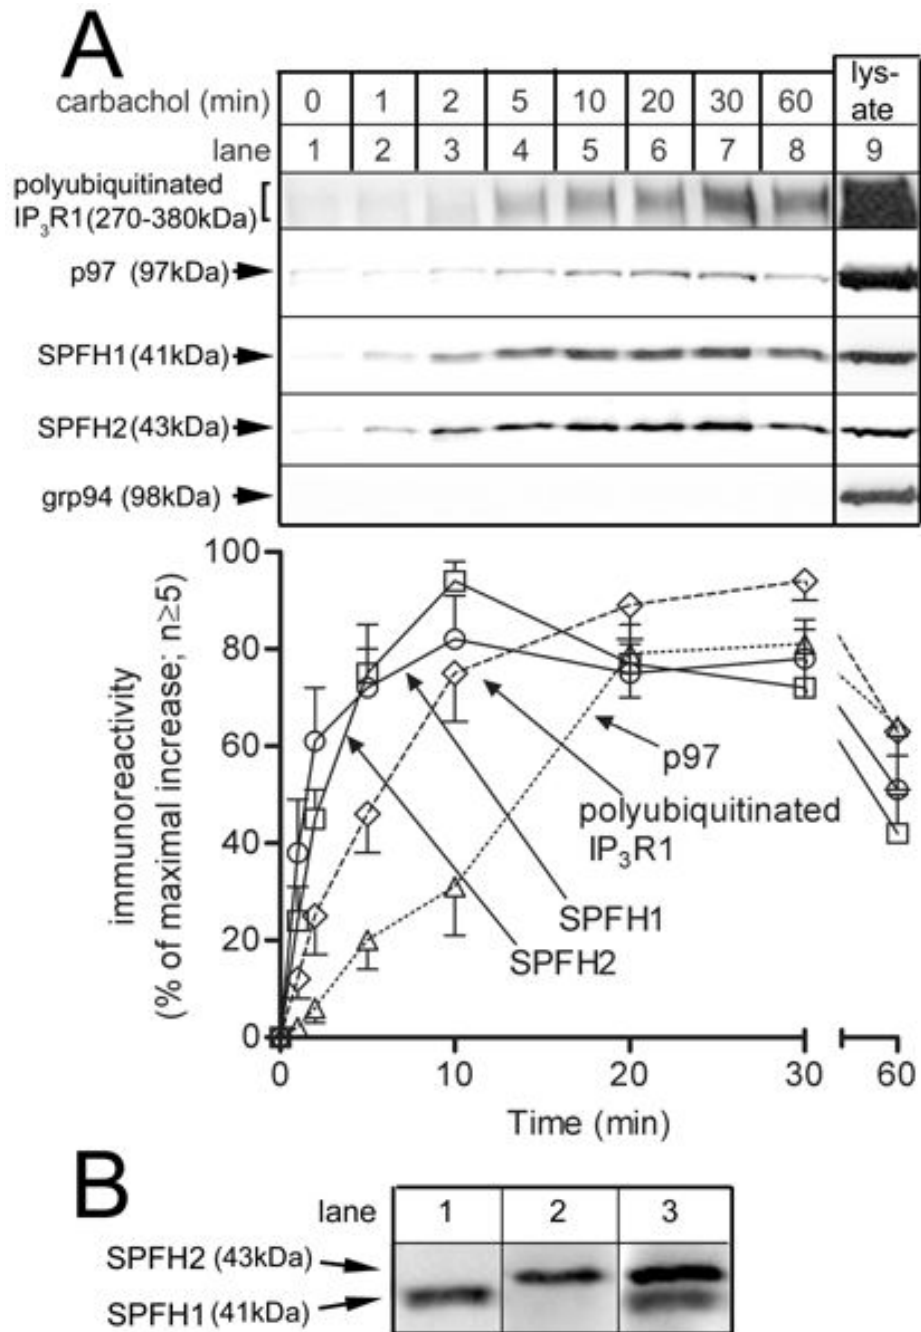 A
carbachol (min) 0 1 2 5 10 20 30 60 lys-
ate
lane 1 2 3 4 5 6 7 8 9
polyubiquitinated
IP₃R1(270-380kDa)
p97 (97kDa)
SPFH1(41kDa)
SPFH2(43kDa)
grp94 (98kDa)
immunoreactivity
(% of maximal increase; n≥5)
100
80
60
40
20
0
p97
polyubiquitinated
IP₃R1
SPFH1
SPFH2
0 10 20 30 60
Time (min)
B
lane 1 2 3
SPFH2 (43kDa)
SPFH1 (41kDa)